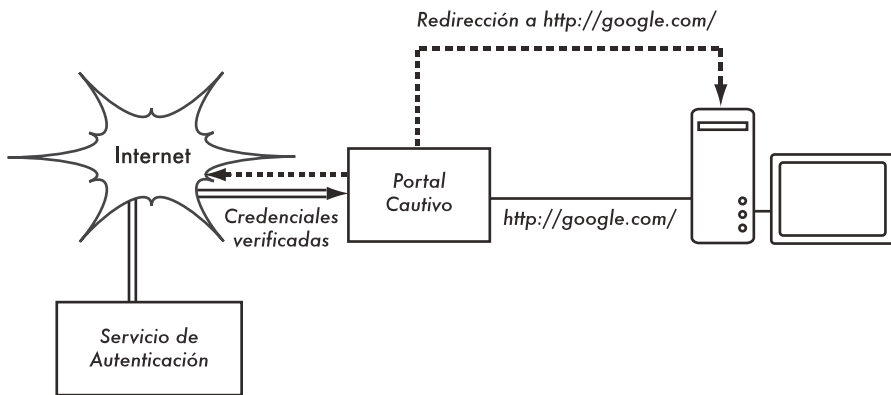 Redirección a http://google.com/
Internet
Portal
Cautivo
Credenciales
verificadas
http://google.com/
Servicio de
Autenticación